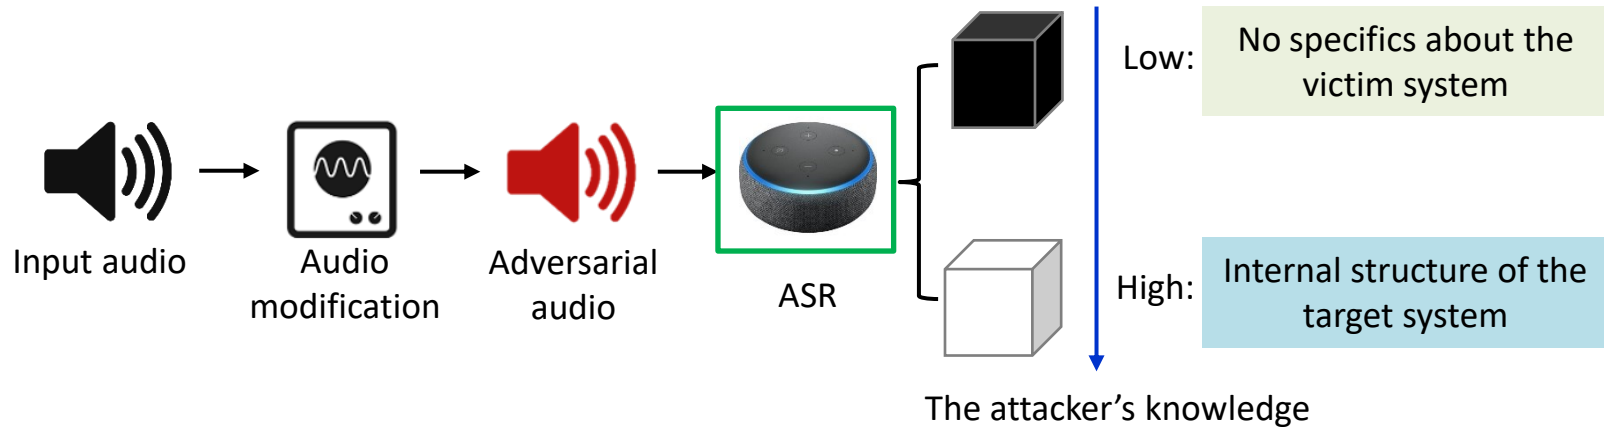 Input audio
Audio
modification
Adversarial
audio
ASR
Low:
No specifics about the
victim system
High:
Internal structure of the
target system
The attacker’s knowledge